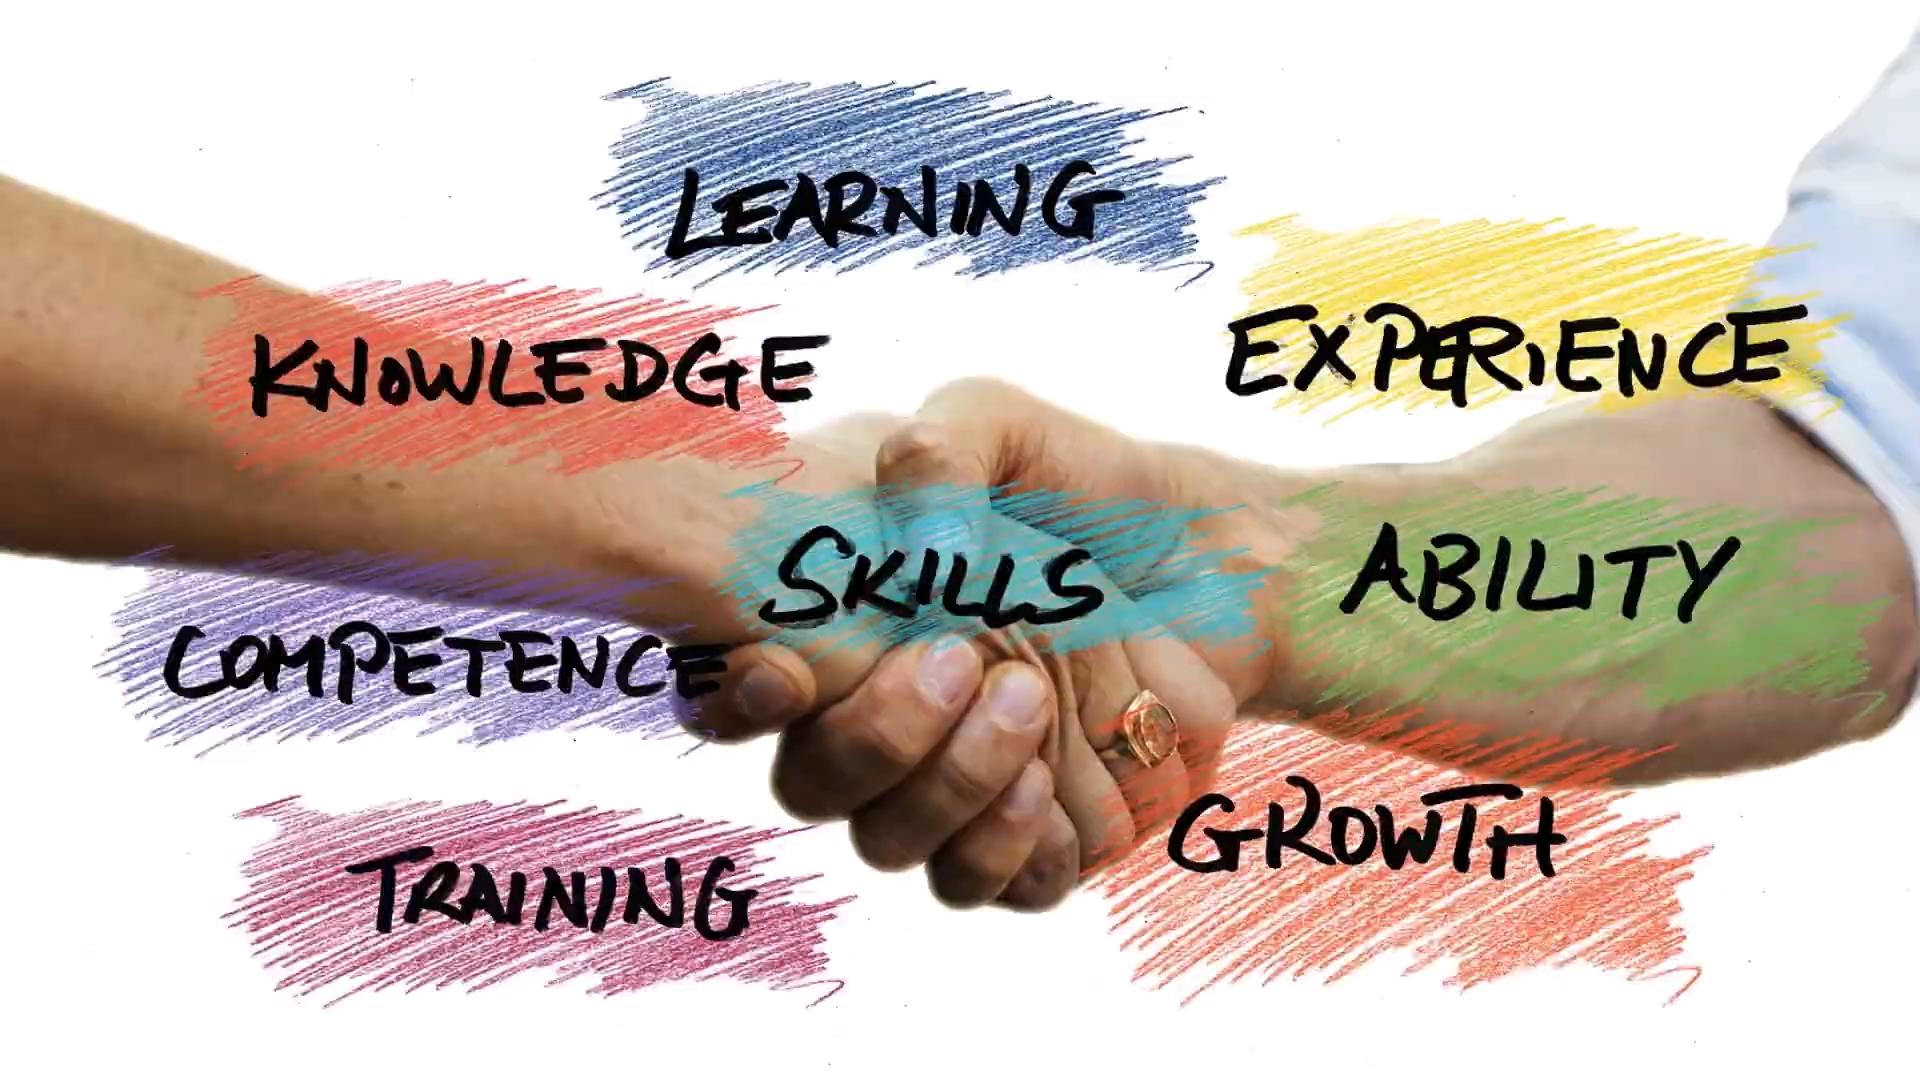 LEARNING
KNOWLEDGE
EXPERIENCE
SKILLS
ABILITY
COMPETENCE
GROWTH
TRAINING